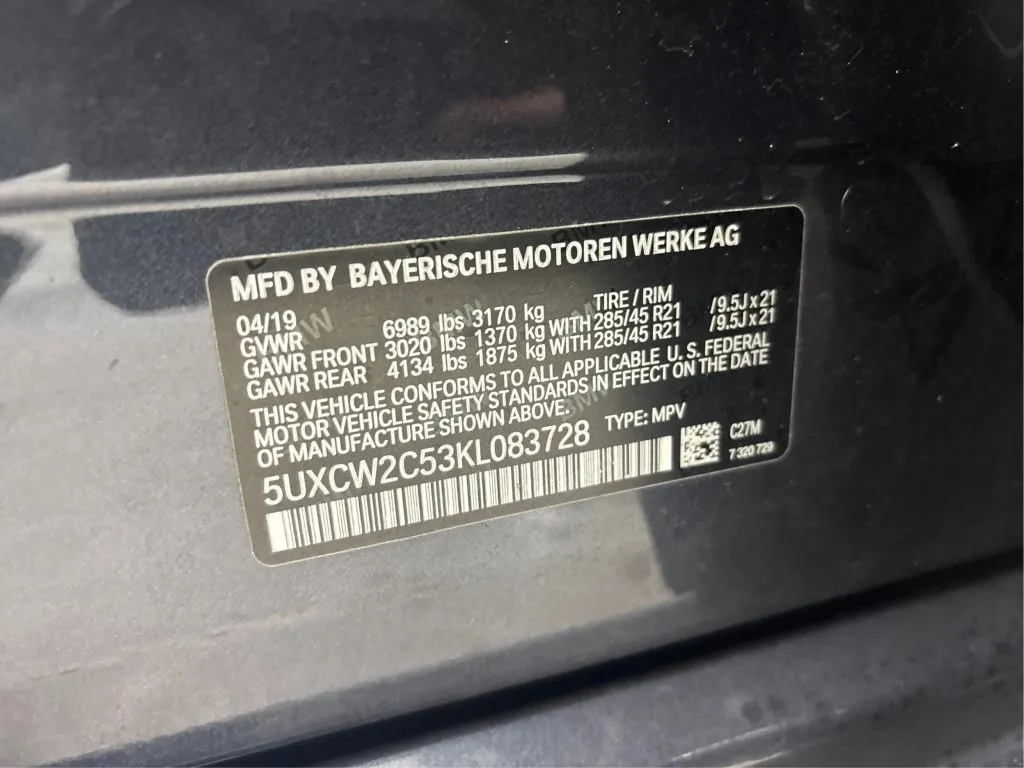 MFD BY BAYERISCHE MOTOREN WERKE AG
04/19 TIRE / RIM
GVWR 6989 lbs 3170 kg
GAWR FRONT 3020 lbs 1370 kg WITH 285/45 R21 /9.5J x 21
GAWR REAR 4134 lbs 1875 kg WITH 285/45 R21 /9.5J x 21
THIS VEHICLE CONFORMS TO ALL APPLICABLE U.S. FEDERAL
MOTOR VEHICLE SAFETY STANDARDS IN EFFECT ON THE DATE
OF MANUFACTURE SHOWN ABOVE. TYPE: MPV
5UXCW2C53KL083728
C27M
7 320 729